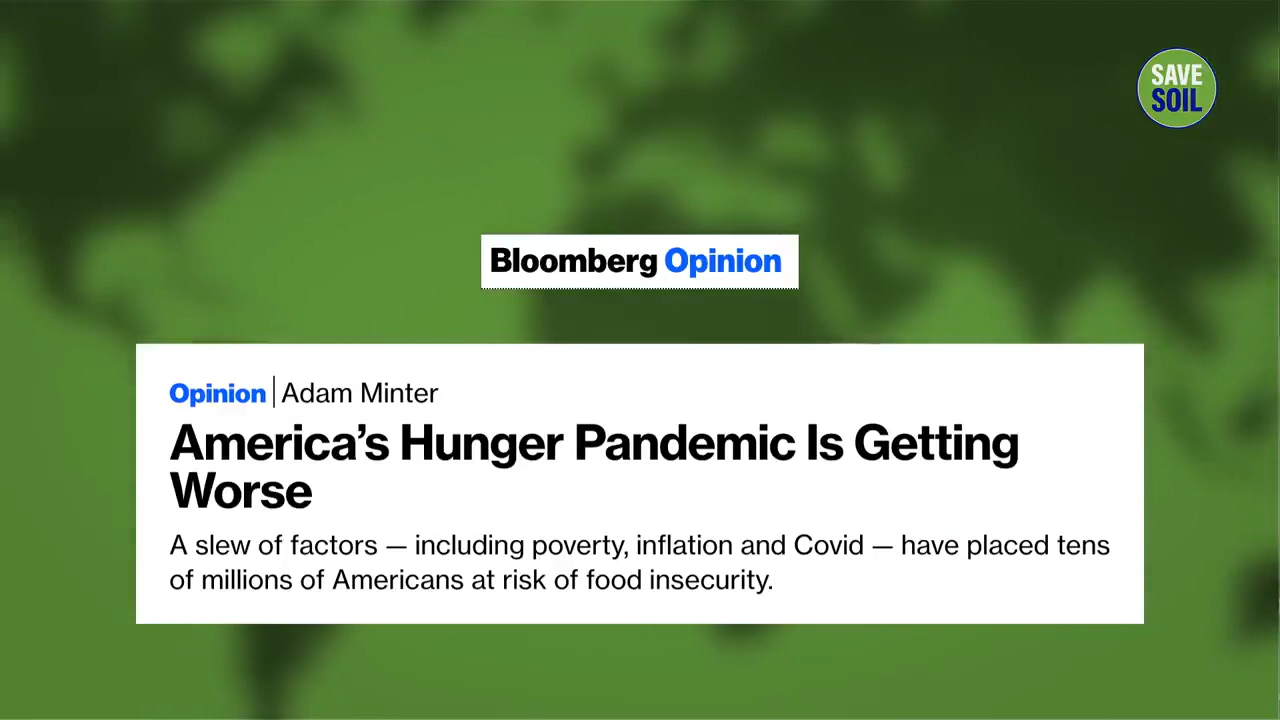 SAVE
SOIL
Bloomberg Opinion
Opinion | Adam Minter
America’s Hunger Pandemic Is Getting
Worse
A slew of factors — including poverty, inflation and Covid — have placed tens
of millions of Americans at risk of food insecurity.